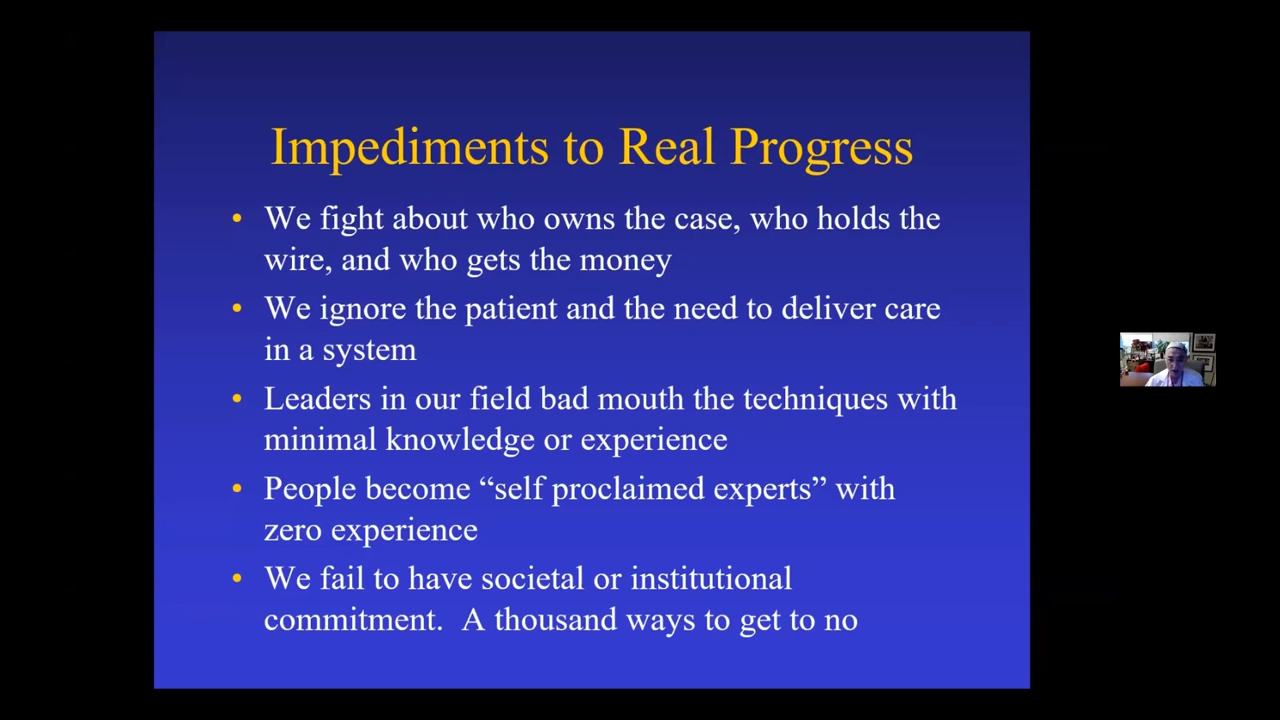 Impediments to Real Progress
• We fight about who owns the case, who holds the
wire, and who gets the money
• We ignore the patient and the need to deliver care
in a system
• Leaders in our field bad mouth the techniques with
minimal knowledge or experience
• People become “self proclaimed experts” with
zero experience
• We fail to have societal or institutional
commitment.  A thousand ways to get to no